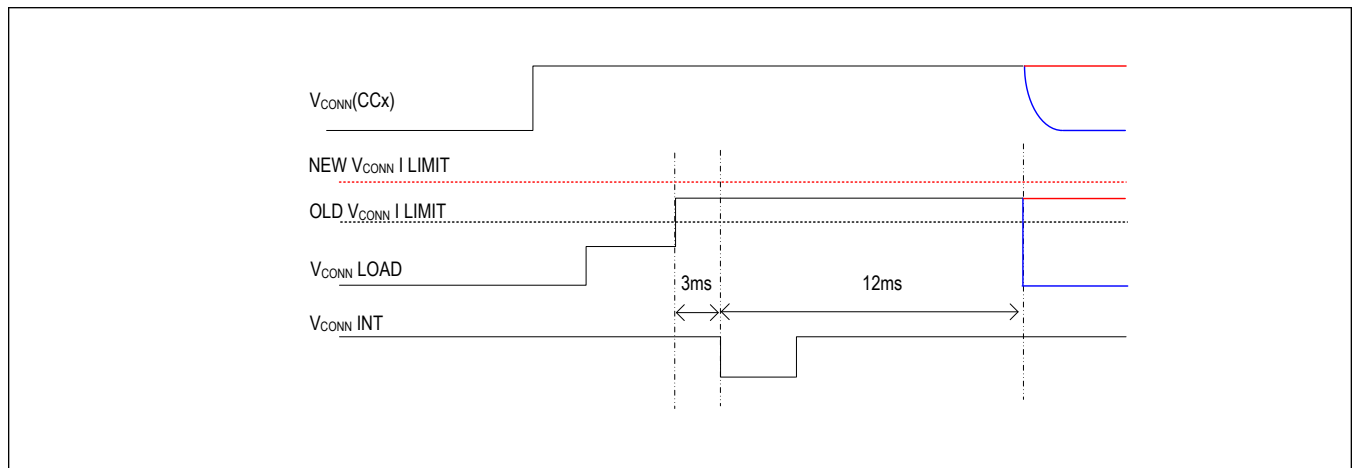 VCONN(CCx)
NEW VCONN I LIMIT
OLD VCONN I LIMIT
VCONN LOAD
3ms
12ms
VCONN INT